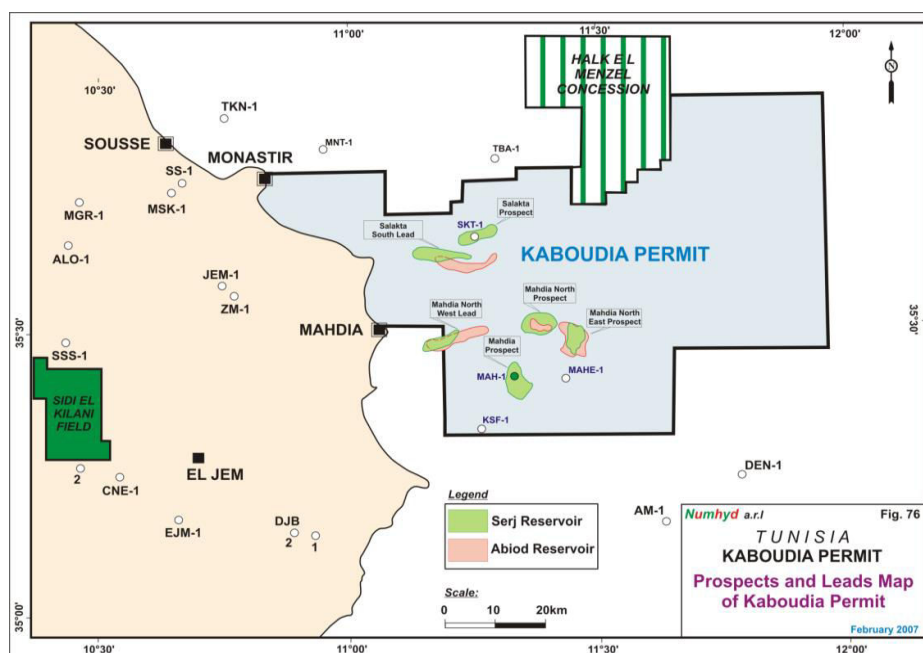 11°00'
11°30'
12°00'
10°30'
HALK E L
MENZEL
CONCESSION
N
TKN-1
SOUSSE
MNT-1
TBA-1
MONASTIR
SS-1
MSK-1
MGR-1
Salakta
Prospect
SKT-1
Salakta
South Lead
ALO-1
KABOUDIA PERMIT
JEM-1
ZM-1
Mahdia North
Prospect
Mahdia North
West Lead
Mahdia North
East Prospect
MAHDIA
35°30'
35°30'
SSS-1
Mahdia
Prospect
MAH-1
MAHE-1
SIDI EL
KILANI
FIELD
KSF-1
EL JEM
2
CNE-1
DEN-1
Legend
Serj Reservoir
Abiod Reservoir
EJM-1
DJB
2
1
AM-1
Numhyd a.r.l
Fig. 76
TUNISIA
KABOUDIA PERMIT
Prospects and Leads Map
of Kaboudia Permit
February 2007
Scale:
0 10 20km
35°00'
10°30'
11°00'
11°30'
12°00'